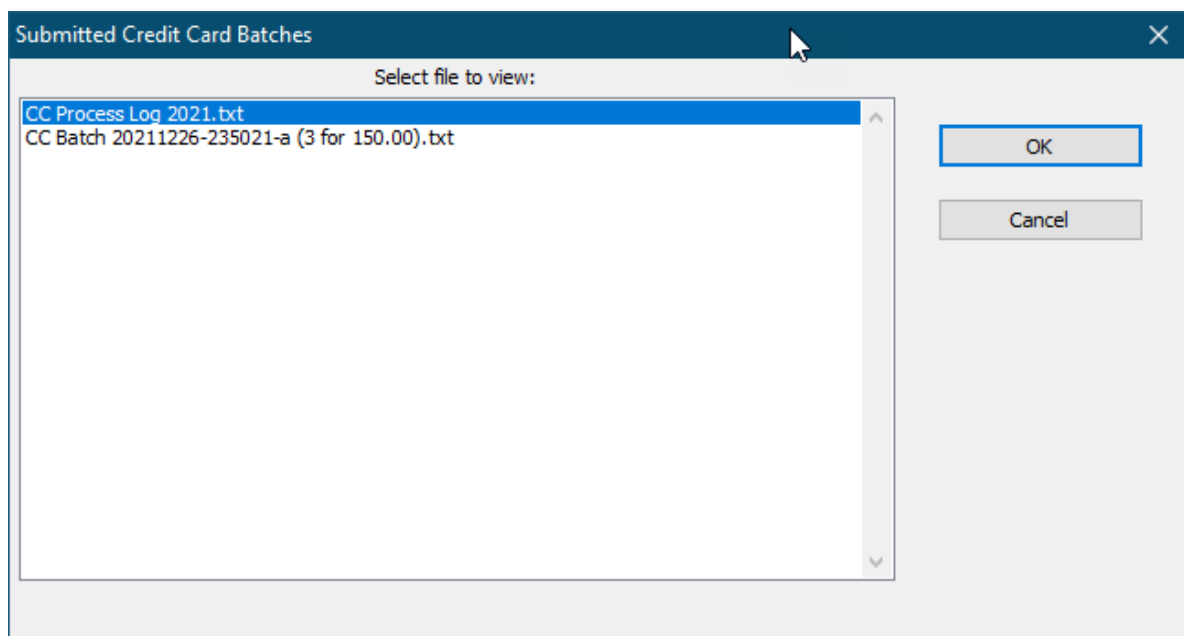 Submitted Credit Card Batches
Select file to view:
CC Process Log 2021.txt
CC Batch 20211226-235021-a (3 for 150.00).txt
OK
Cancel